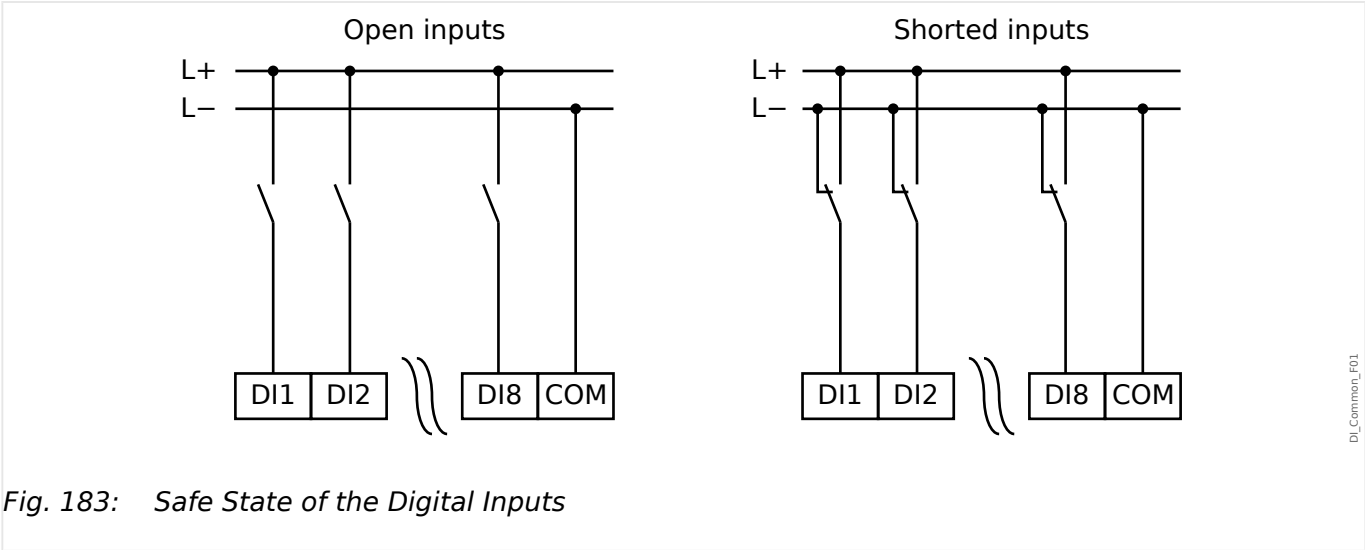 Open inputs
L+
L−
DI1 DI2 DI8 COM
Shorted inputs
L+
L−
DI1 DI2 DI8 COM
DI_Common_F01
Fig. 183: Safe State of the Digital Inputs